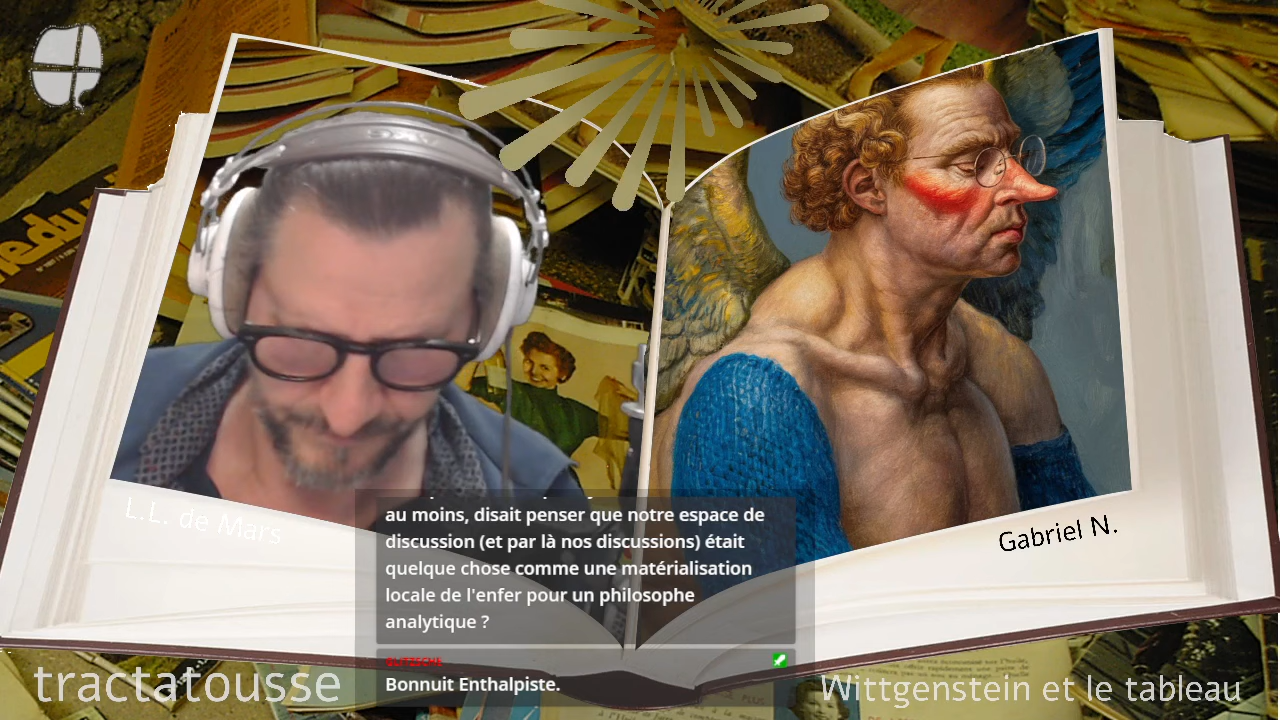 L.L. de Mars
Gabriel N.
au moins, disait penser que notre espace de
discussion (et par là nos discussions) était
quelque chose comme une matérialisation
locale de l'enfer pour un philosophe
analytique ?
Bonnuit Enthalpiste.
tractatousse
Wittgenstein et le tableau